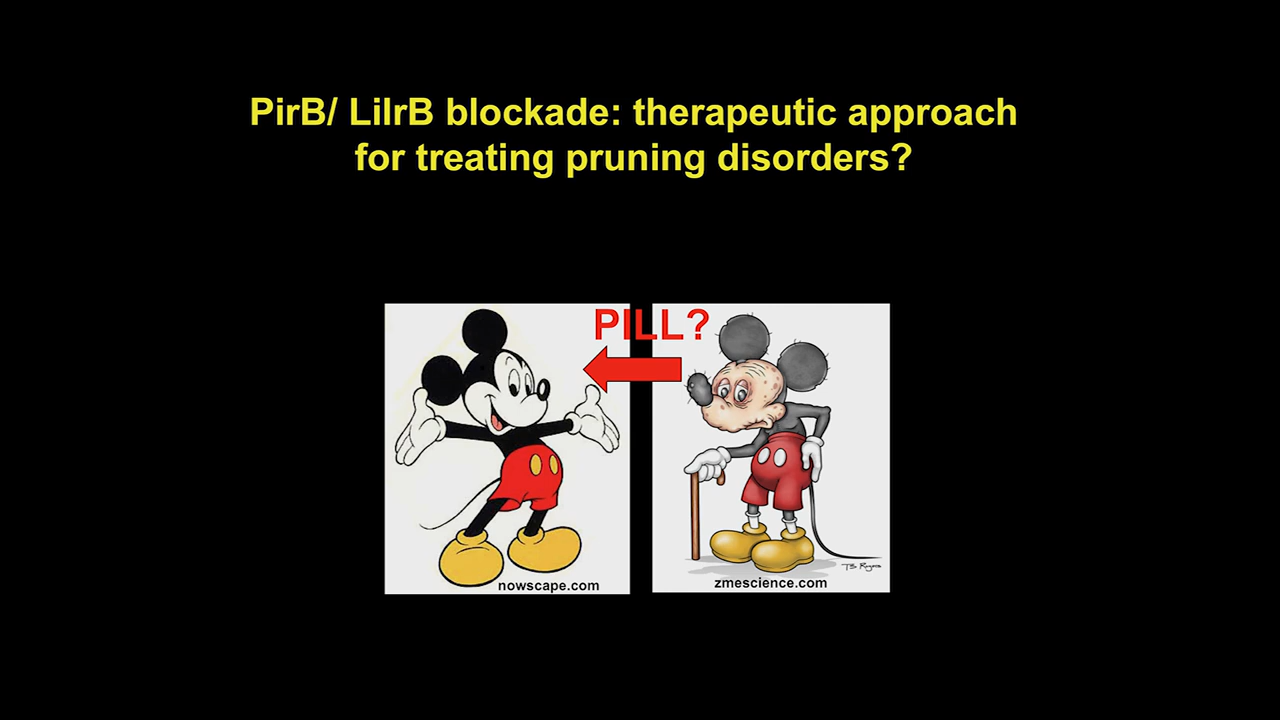 PirB/ LilrB blockade: therapeutic approach
for treating pruning disorders?
PILL?
nowscape.com
zmescience.com